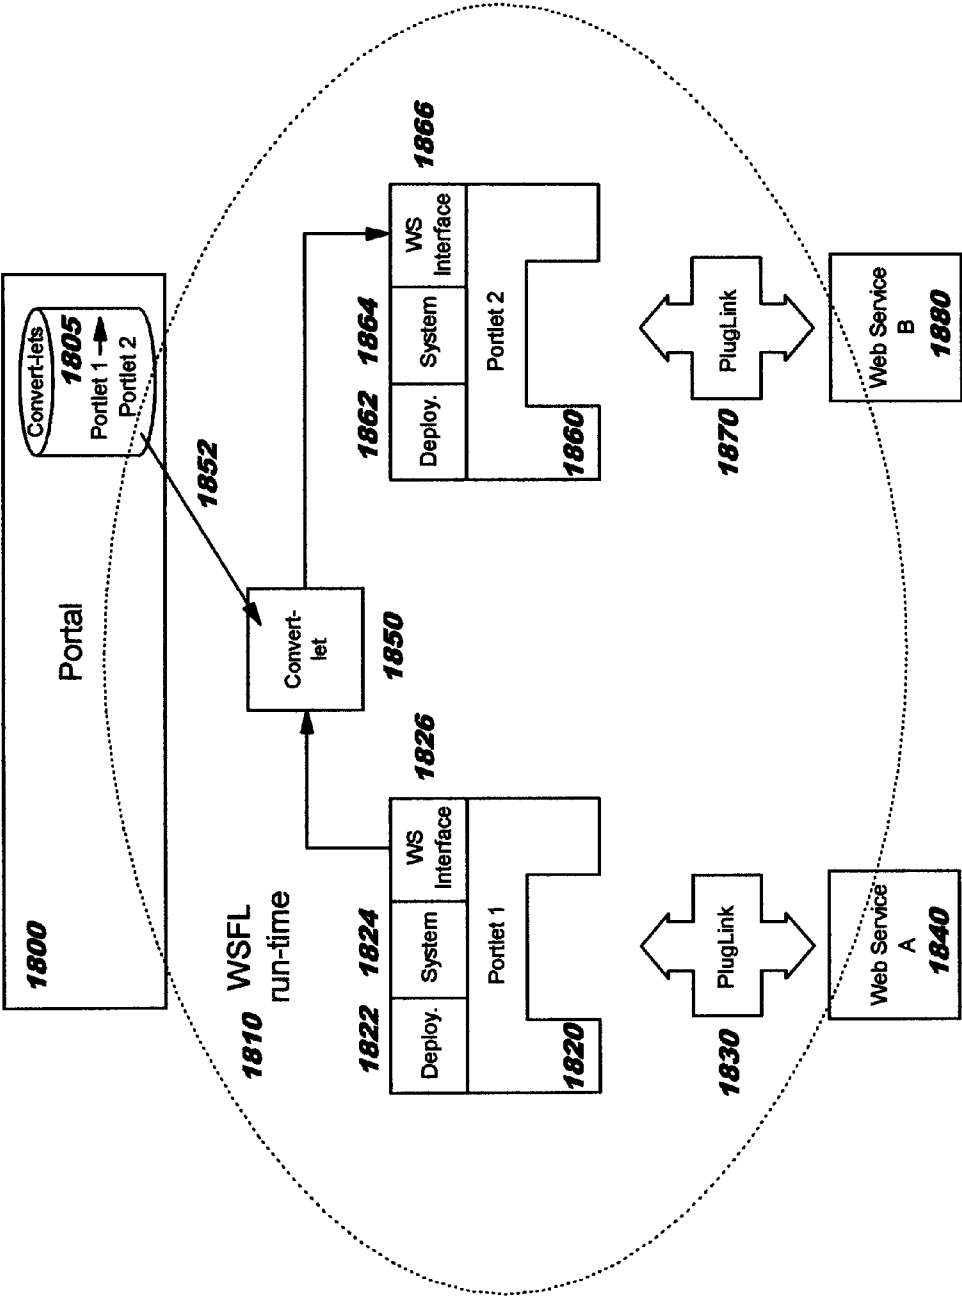 1800
Portal
Convert-lets
1805
Portlet 1
Portlet 2
1852
1810
WSFL
run-time
Convert-
let
1850
1822
1824
1826
Deploy.
System
WS
Interface
Portlet 1
1820
1862
1864
1866
Deploy.
System
WS
Interface
Portlet 2
1860
PlugLink
1830
PlugLink
1870
Web Service
A
1840
Web Service
B
1880